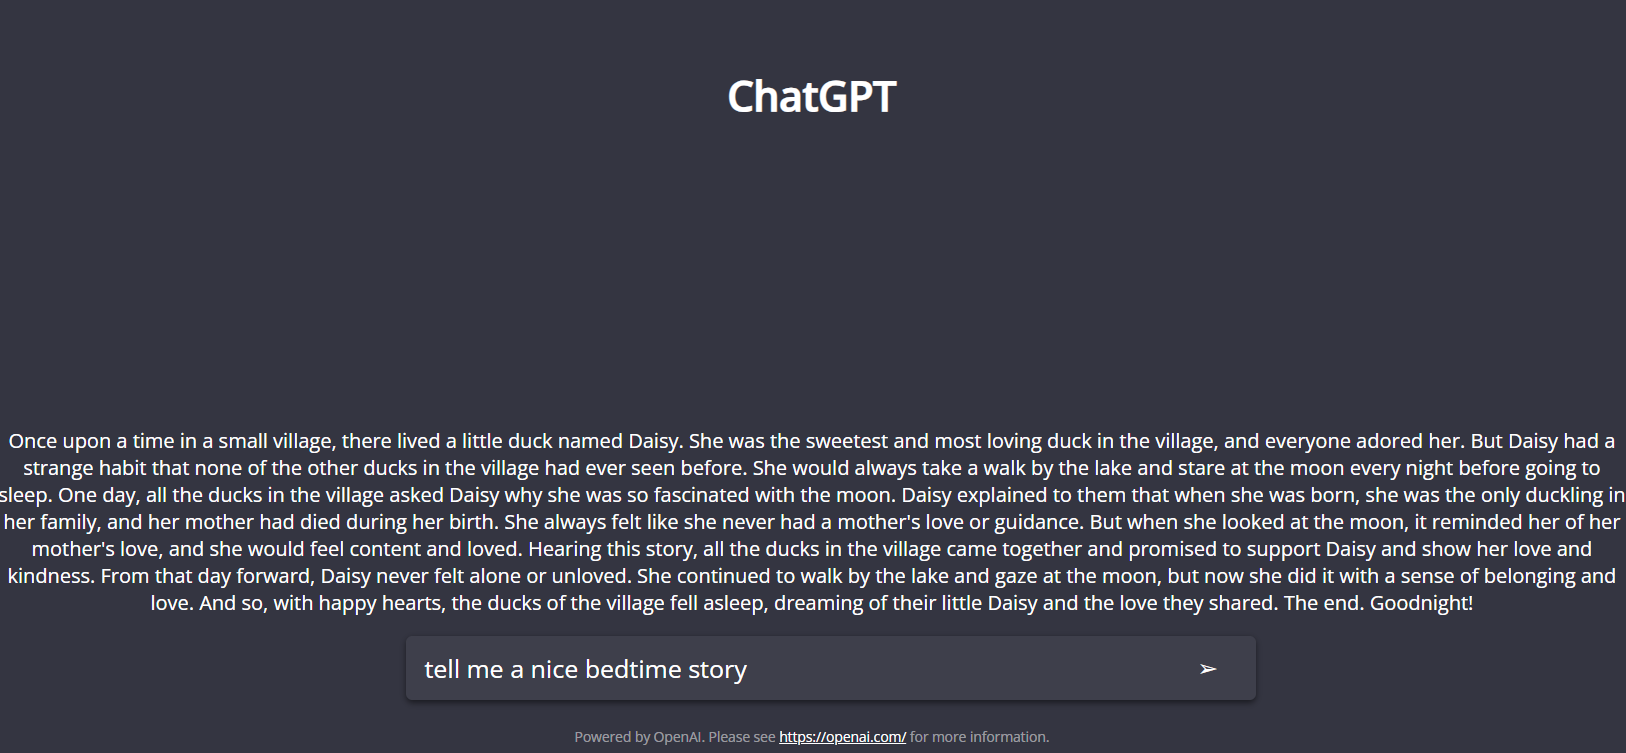 ChatGPT
Once upon a time in a small village, there lived a little duck named Daisy. She was the sweetest and most loving duck in the village, and everyone adored her. But Daisy had a
strange habit that none of the other ducks in the village had ever seen before. She would always take a walk by the lake and stare at the moon every night before going to
sleep. One day, all the ducks in the village asked Daisy why she was so fascinated with the moon. Daisy explained to them that when she was born, she was the only duckling in
her family, and her mother had died during her birth. She always felt like she never had a mother's love or guidance. But when she looked at the moon, it reminded her of her
mother's love, and she would feel content and loved. Hearing this story, all the ducks in the village came together and promised to support Daisy and show her love and
kindness. From that day forward, Daisy never felt alone or unloved. She continued to walk by the lake and gaze at the moon, but now she did it with a sense of belonging and
love. And so, with happy hearts, the ducks of the village fell asleep, dreaming of their little Daisy and the love they shared. The end. Goodnight!
tell me a nice bedtime story ➢
Powered by OpenAI. Please see https://openai.com/ for more information.